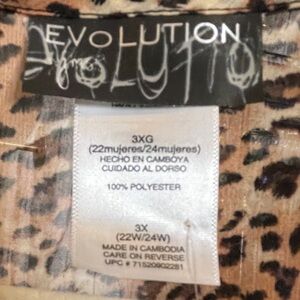 EVOLUTION
3XG
(22mujeres/24mujeres)
HECHO EN CAMBOYA
CUIDADO AL DORSO
100% POLYESTER
3X
(22W/24W)
MADE IN CAMBODIA
CARE ON REVERSE
UPC # 71520902281